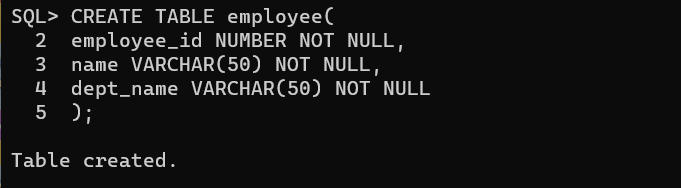 SQL> CREATE TABLE employee(
  2  employee_id NUMBER NOT NULL,
  3  name VARCHAR(50) NOT NULL,
  4  dept_name VARCHAR(50) NOT NULL
  5  );

Table created.